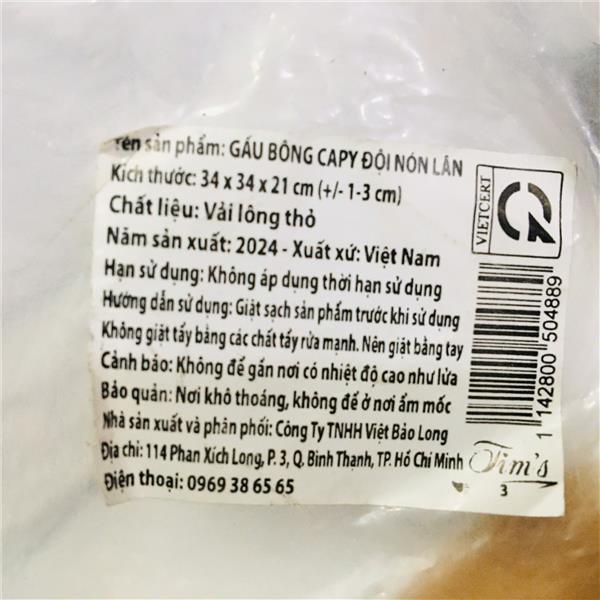 Tên sản phẩm: GẤU BÔNG CAPY ĐỘI NÓN LÂN
Kích thước: 34 x 34 x 21 cm (+/- 1-3 cm)
Chất liệu: Vải lông thỏ
Năm sản xuất: 2024 - Xuất xứ: Việt Nam
Hạn sử dụng: Không áp dụng thời hạn sử dụng
Hướng dẫn sử dụng: Giặt sạch sản phẩm trước khi sử dụng
Không giặt tẩy bằng các chất tẩy rửa mạnh. Nên giặt bằng tay
Cảnh báo: Không để gần nơi có nhiệt độ cao như lửa
Bảo quản: Nơi khô thoáng, không để ở nơi ẩm mốc
Nhà sản xuất và phân phối: Công Ty TNHH Việt Bảo Long
Địa chỉ: 114 Phan Xích Long, P. 3, Q. Bình Thạnh, TP. Hồ Chí Minh
Điện thoại: 0969 38 65 65
VIETCERT
1 142800 504889
Tim's
3